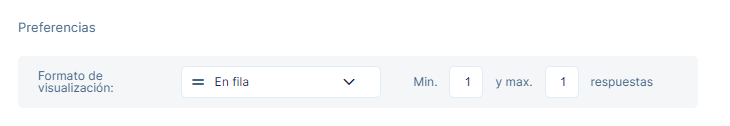 Preferencias
Formato de
visualización:
En fila
Min. 1 y max. 1 respuestas